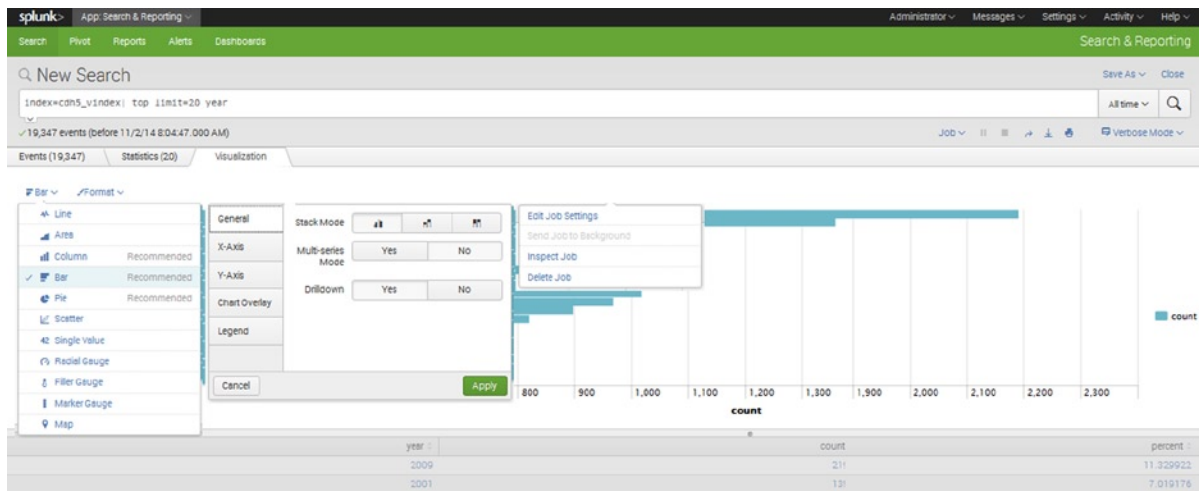 splunk> App: Search & Reporting Administrator Messages Settings Activity Help
Search Pivot Reports Alerts Dashboards Search & Reporting
New Search Save As Close
index=cdh5_vindex| top limit=20 year All time
19,347 events (before 11/2/14 8:04:47.000 AM) Job Verbose Mode
Events (19,347) Statistics (20) Visualization
Bar Format
Line
Area
Column Recommended
Bar Recommended
Pie Recommended
Scatter
42 Single Value
Radial Gauge
Filler Gauge
Marker Gauge
Map
General
X-Axis
Y-Axis
Chart Overlay
Legend
Stack Mode
Multi-series Mode Yes No
Drilldown Yes No
Cancel Apply
Edit Job Settings
Send Job to Background
Inspect Job
Delete Job
count
800 900 1,000 1,100 1,200 1,300 1,900 2,000 2,100 2,200 2,300
count
year count percent
2009 11.329922
2001 7.019176